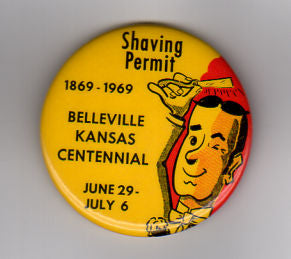 Shaving
Permit
1869-1969
BELLEVILLE
KANSAS
CENTENNIAL
JUNE 29-
JULY 6